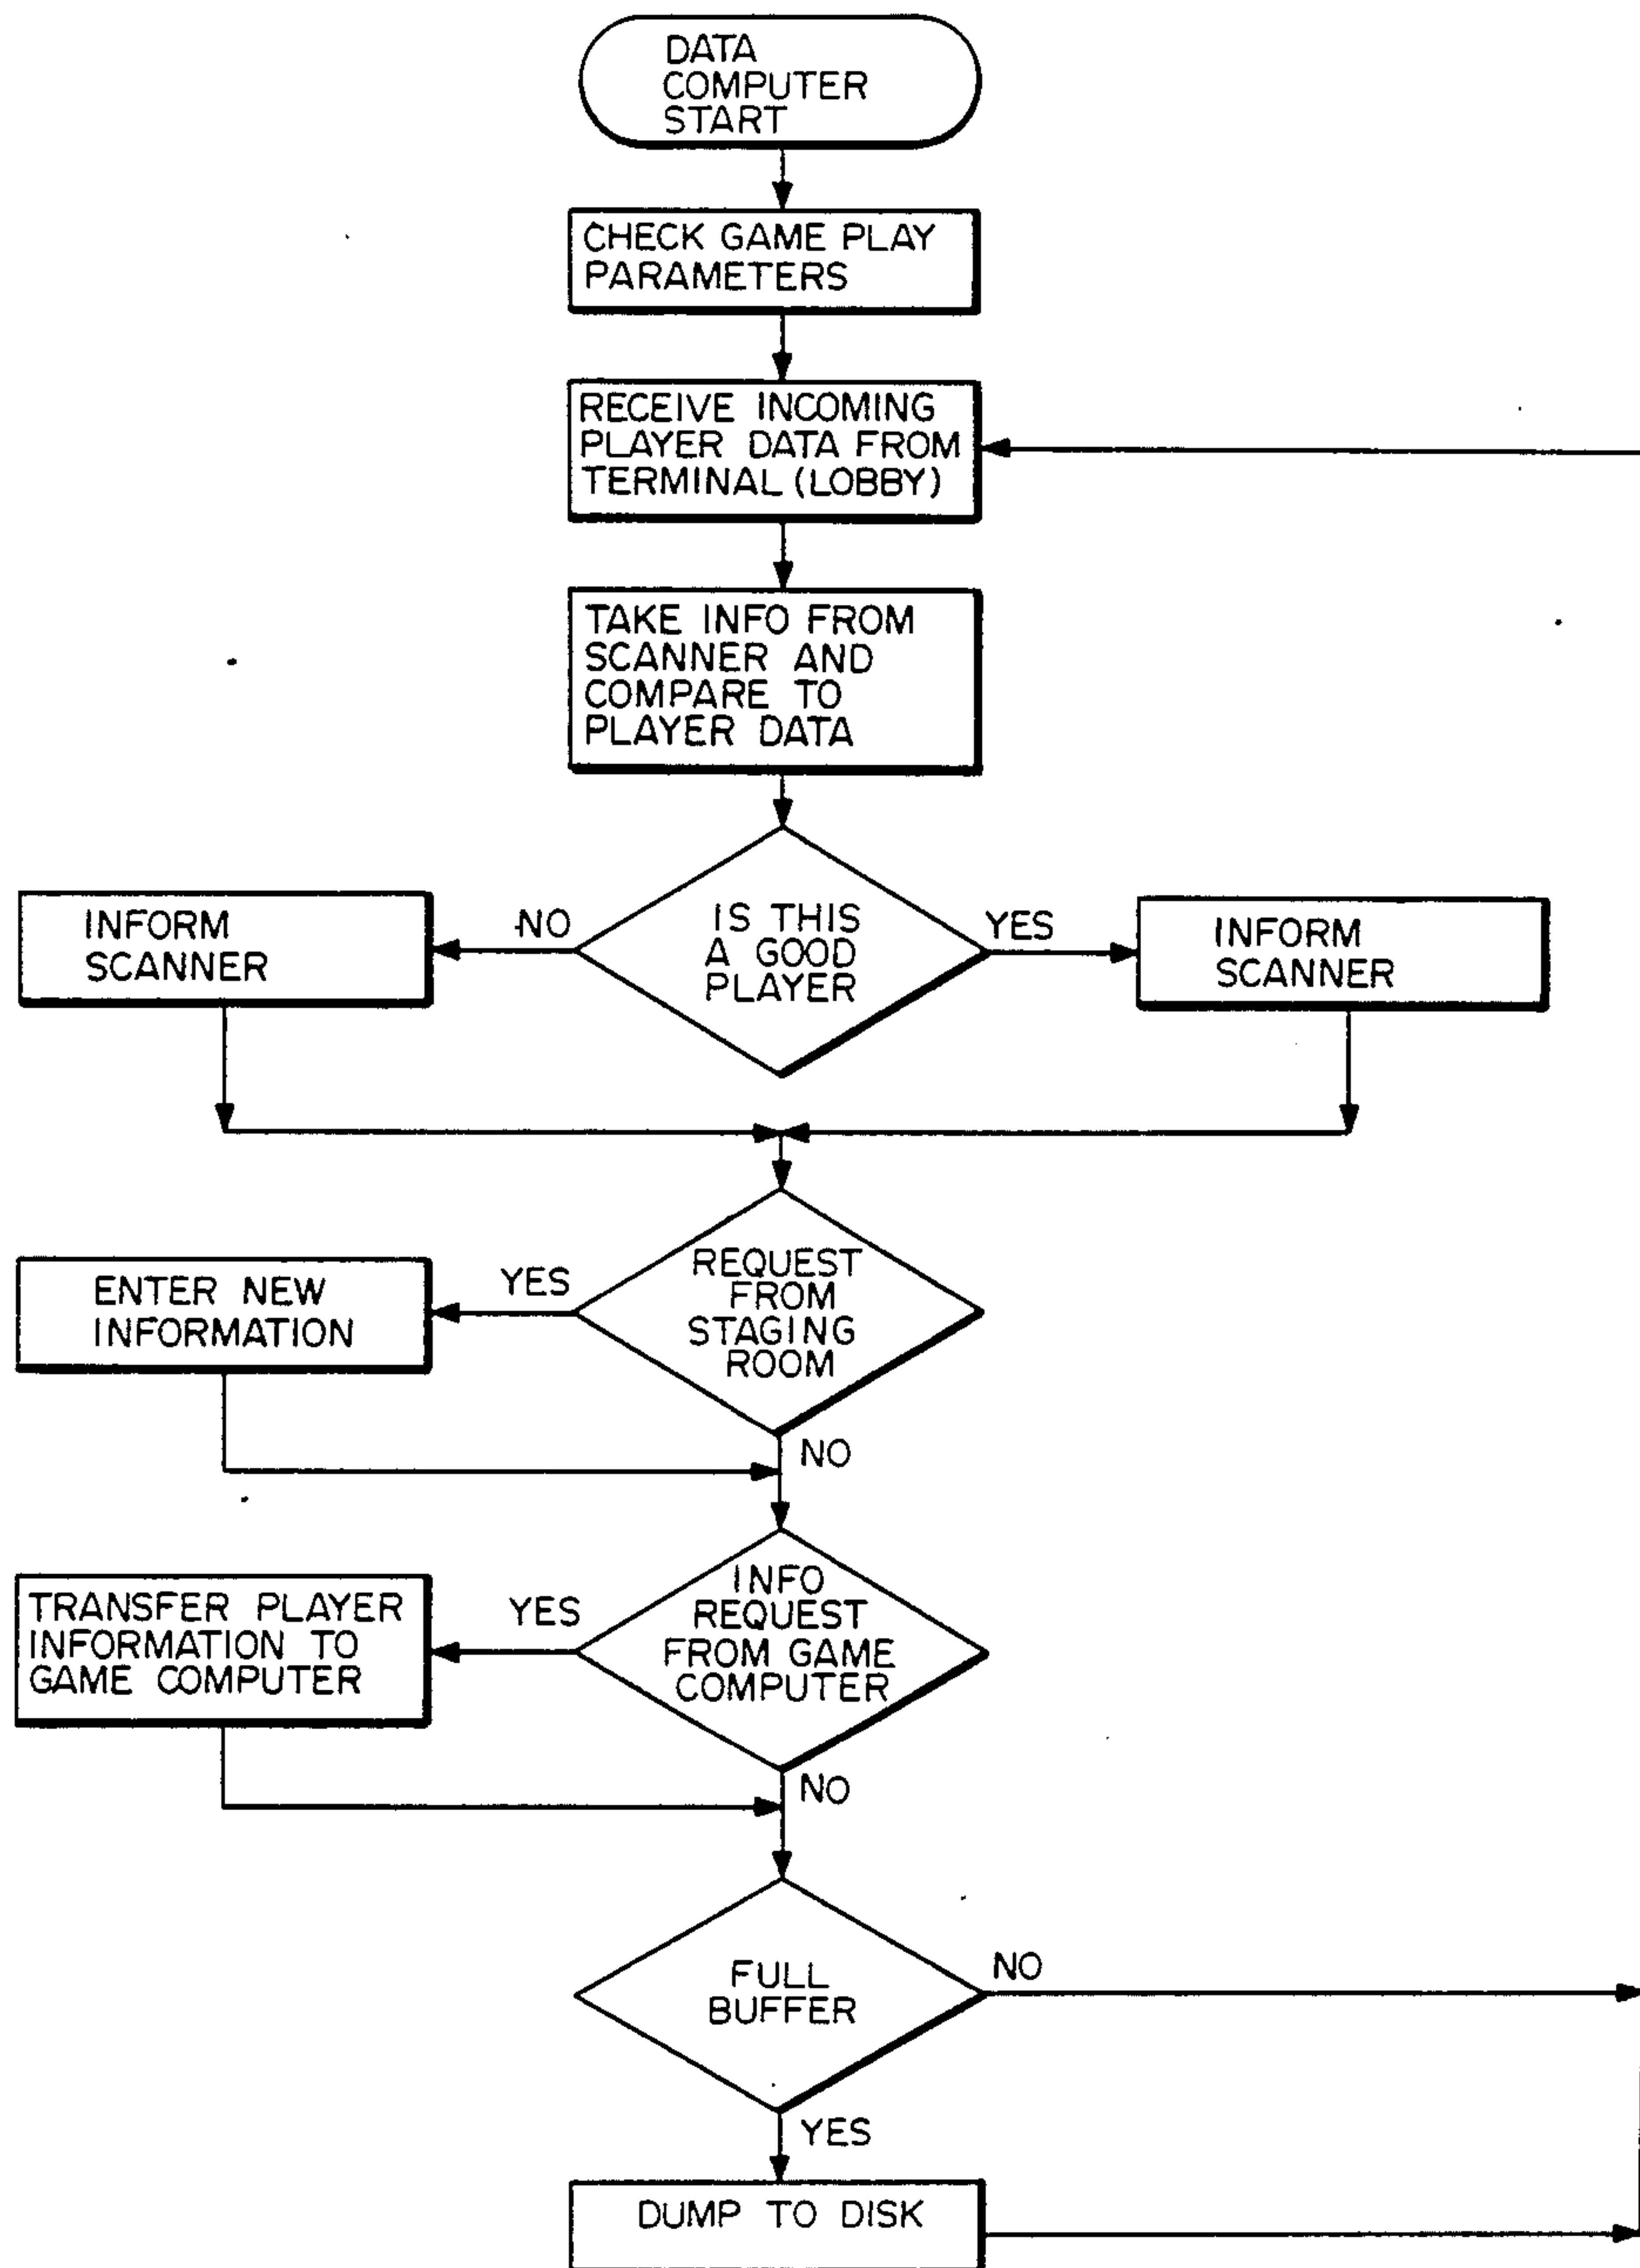 DATA
COMPUTER
START
CHECK GAME PLAY
PARAMETERS
RECEIVE INCOMING
PLAYER DATA FROM
TERMINAL (LOBBY)
TAKE INFO FROM
SCANNER AND
COMPARE TO
PLAYER DATA
IS THIS
A GOOD
PLAYER
NO
YES
INFORM
SCANNER
INFORM
SCANNER
REQUEST
FROM
STAGING
ROOM
YES
ENTER NEW
INFORMATION
NO
INFO
REQUEST
FROM GAME
COMPUTER
YES
TRANSFER PLAYER
INFORMATION TO
GAME COMPUTER
NO
FULL
BUFFER
NO
YES
DUMP TO DISK